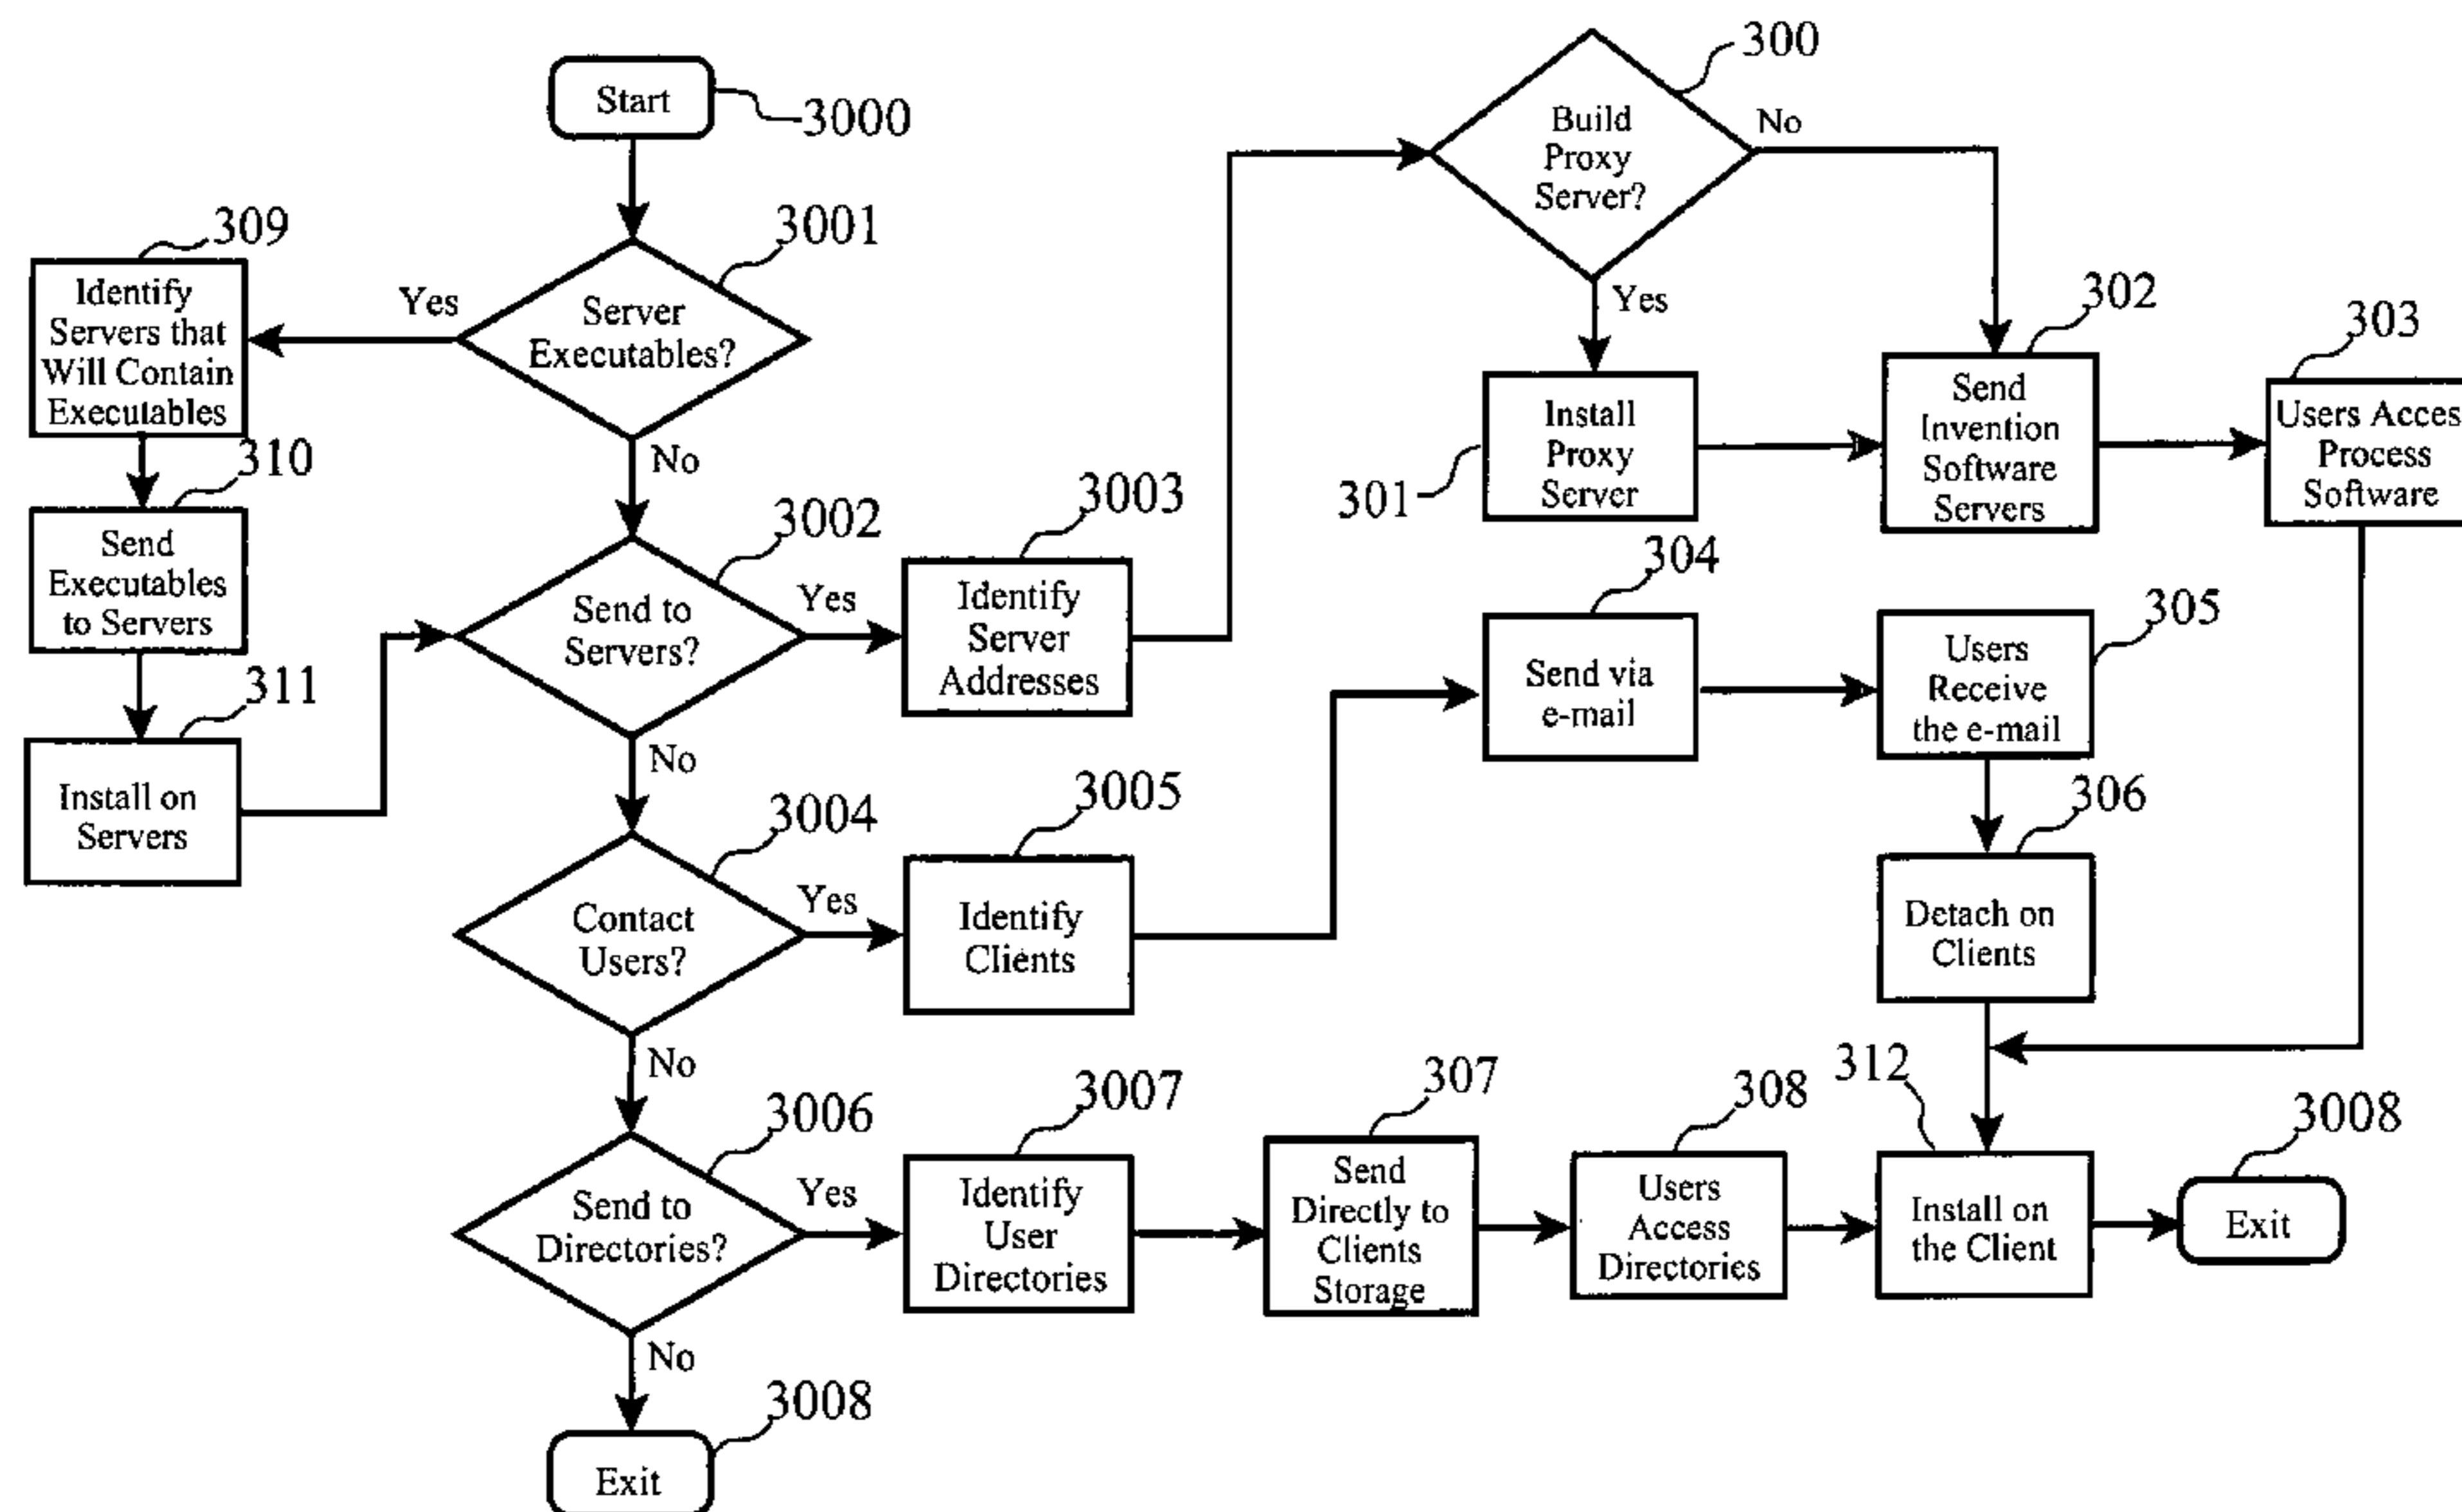 Start
3000
300
Build
Proxy
Server?
No
Yes
3001
Server
Executables?
Yes
No
309
Identify
Servers that
Will Contain
Executables
310
Send
Executables
to Servers
311
Install on
Servers
3002
Send to
Servers?
Yes
No
3003
Identify
Server
Addresses
301
Install
Proxy
Server
302
Send
Invention
Software
Servers
303
Users Acces
Process
Software
304
Send via
e-mail
305
Users
Receive
the e-mail
306
Detach on
Clients
3004
Contact
Users?
Yes
No
3005
Identify
Clients
3006
Send to
Directories?
Yes
No
3007
Identify
User
Directories
307
Send
Directly to
Clients
Storage
308
Users
Access
Directories
312
Install on
the Client
3008
Exit
3008
Exit